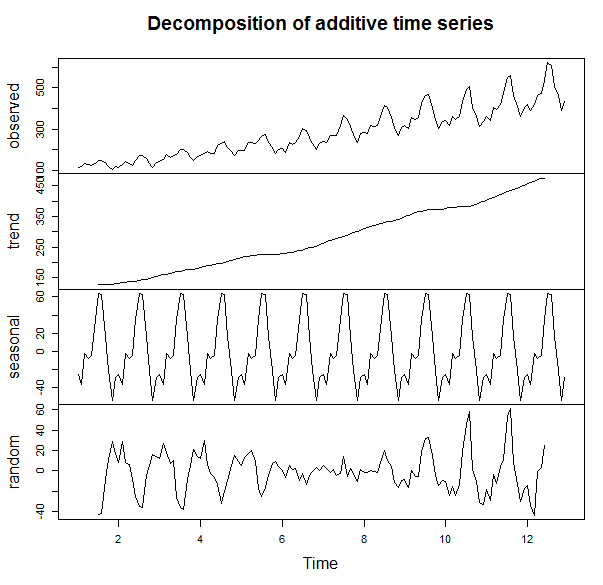 Decomposition of additive time series
observed
100 300 500
trend
150 250 350 450
seasonal
-40 0 20 60
random
-40 0 20 40 60
2 4 6 8 10 12
Time